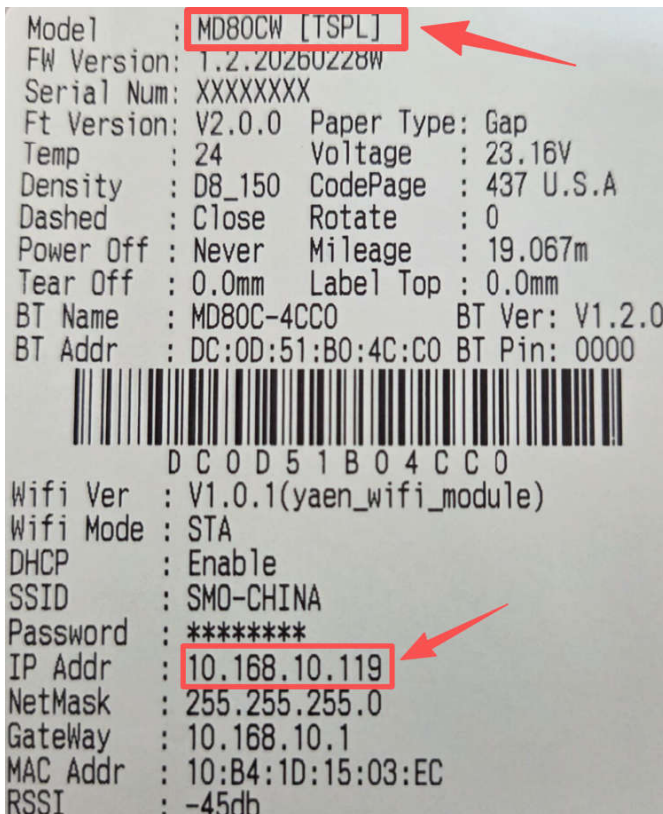 Model : MD80CW [TSPL]
FW Version: 1.2.20260228W
Serial Num: XXXXXXXX
Ft Version: V2.0.0 Paper Type: Gap
Temp : 24 Voltage : 23.16V
Density : D8_150 CodePage : 437 U.S.A
Dashed : Close Rotate : 0
Power Off : Never Mileage : 19.067m
Tear Off : 0.0mm Label Top : 0.0mm
BT Name : MD80C-4CC0 BT Ver: V1.2.0
BT Addr : DC:0D:51:B0:4C:C0 BT Pin: 0000
DC0D51B04CC0
Wifi Ver : V1.0.1(yaen_wifi_module)
Wifi Mode : STA
DHCP : Enable
SSID : SMO-CHINA
Password : ********
IP Addr : 10.168.10.119
NetMask : 255.255.255.0
GateWay : 10.168.10.1
MAC Addr : 10:B4:1D:15:03:EC
RSSI : -45db